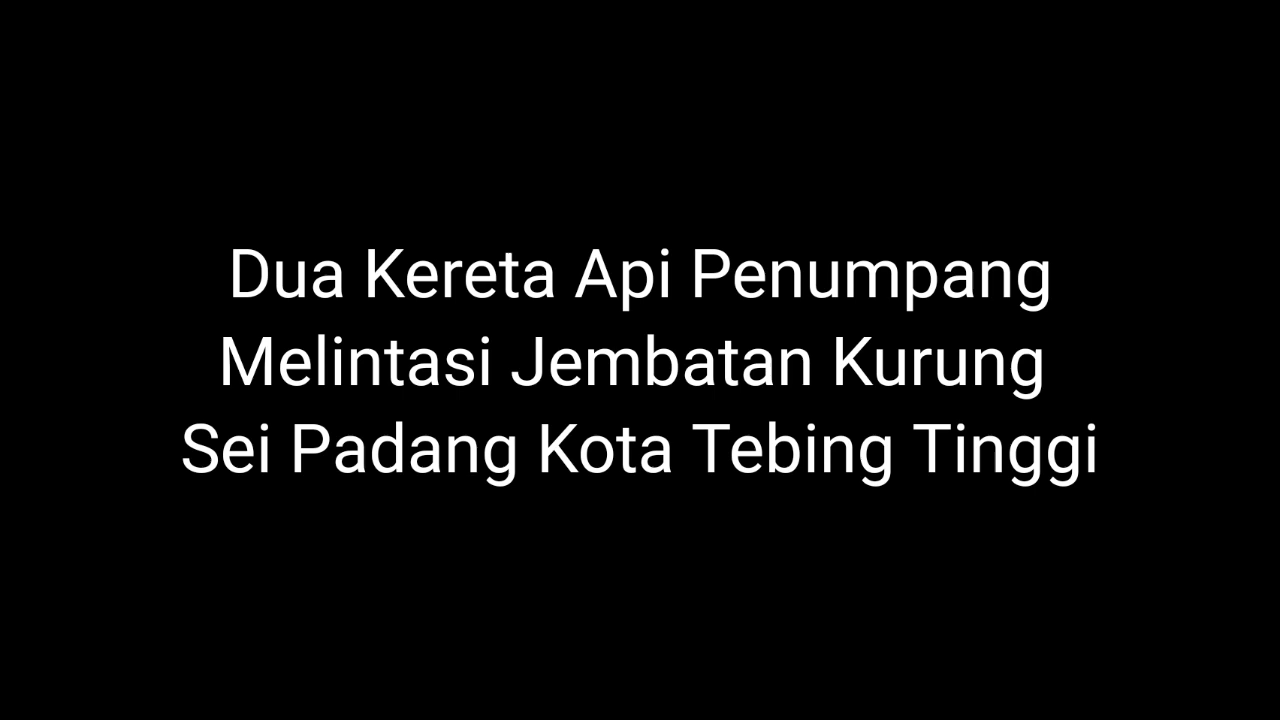 Dua Kereta Api Penumpang
Melintasi Jembatan Kurung
Sei Padang Kota Tebing Tinggi